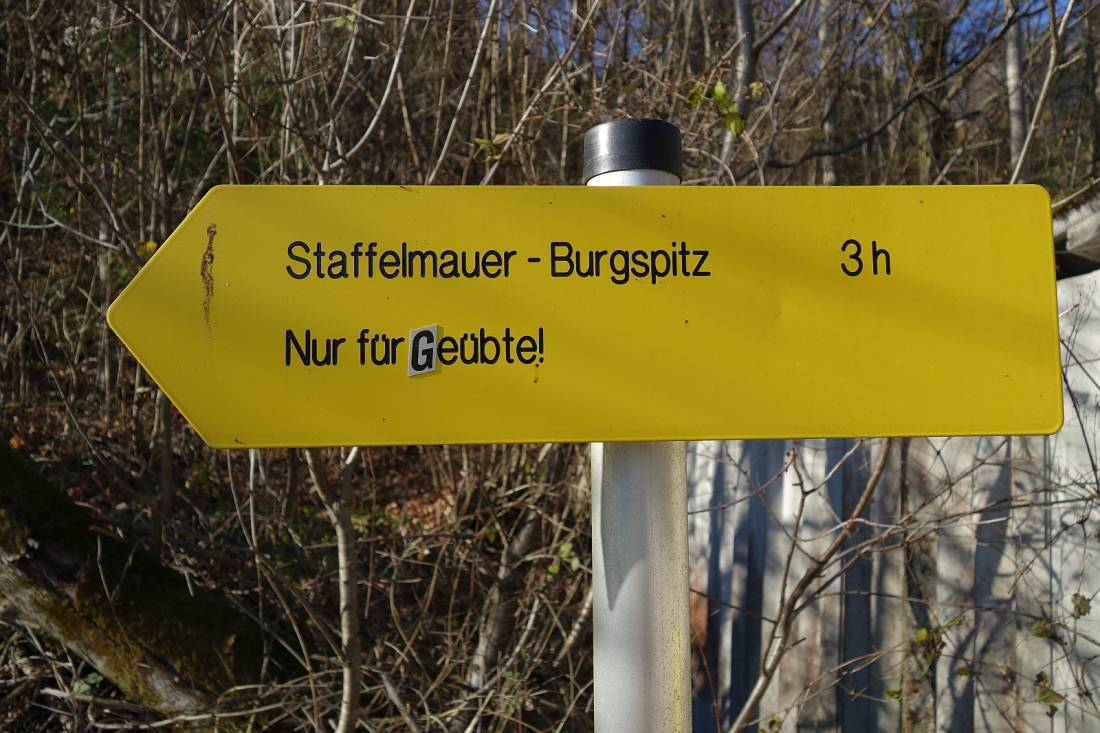 Staffelmauer - Burgspitz 3 h
Nur für Geübte!